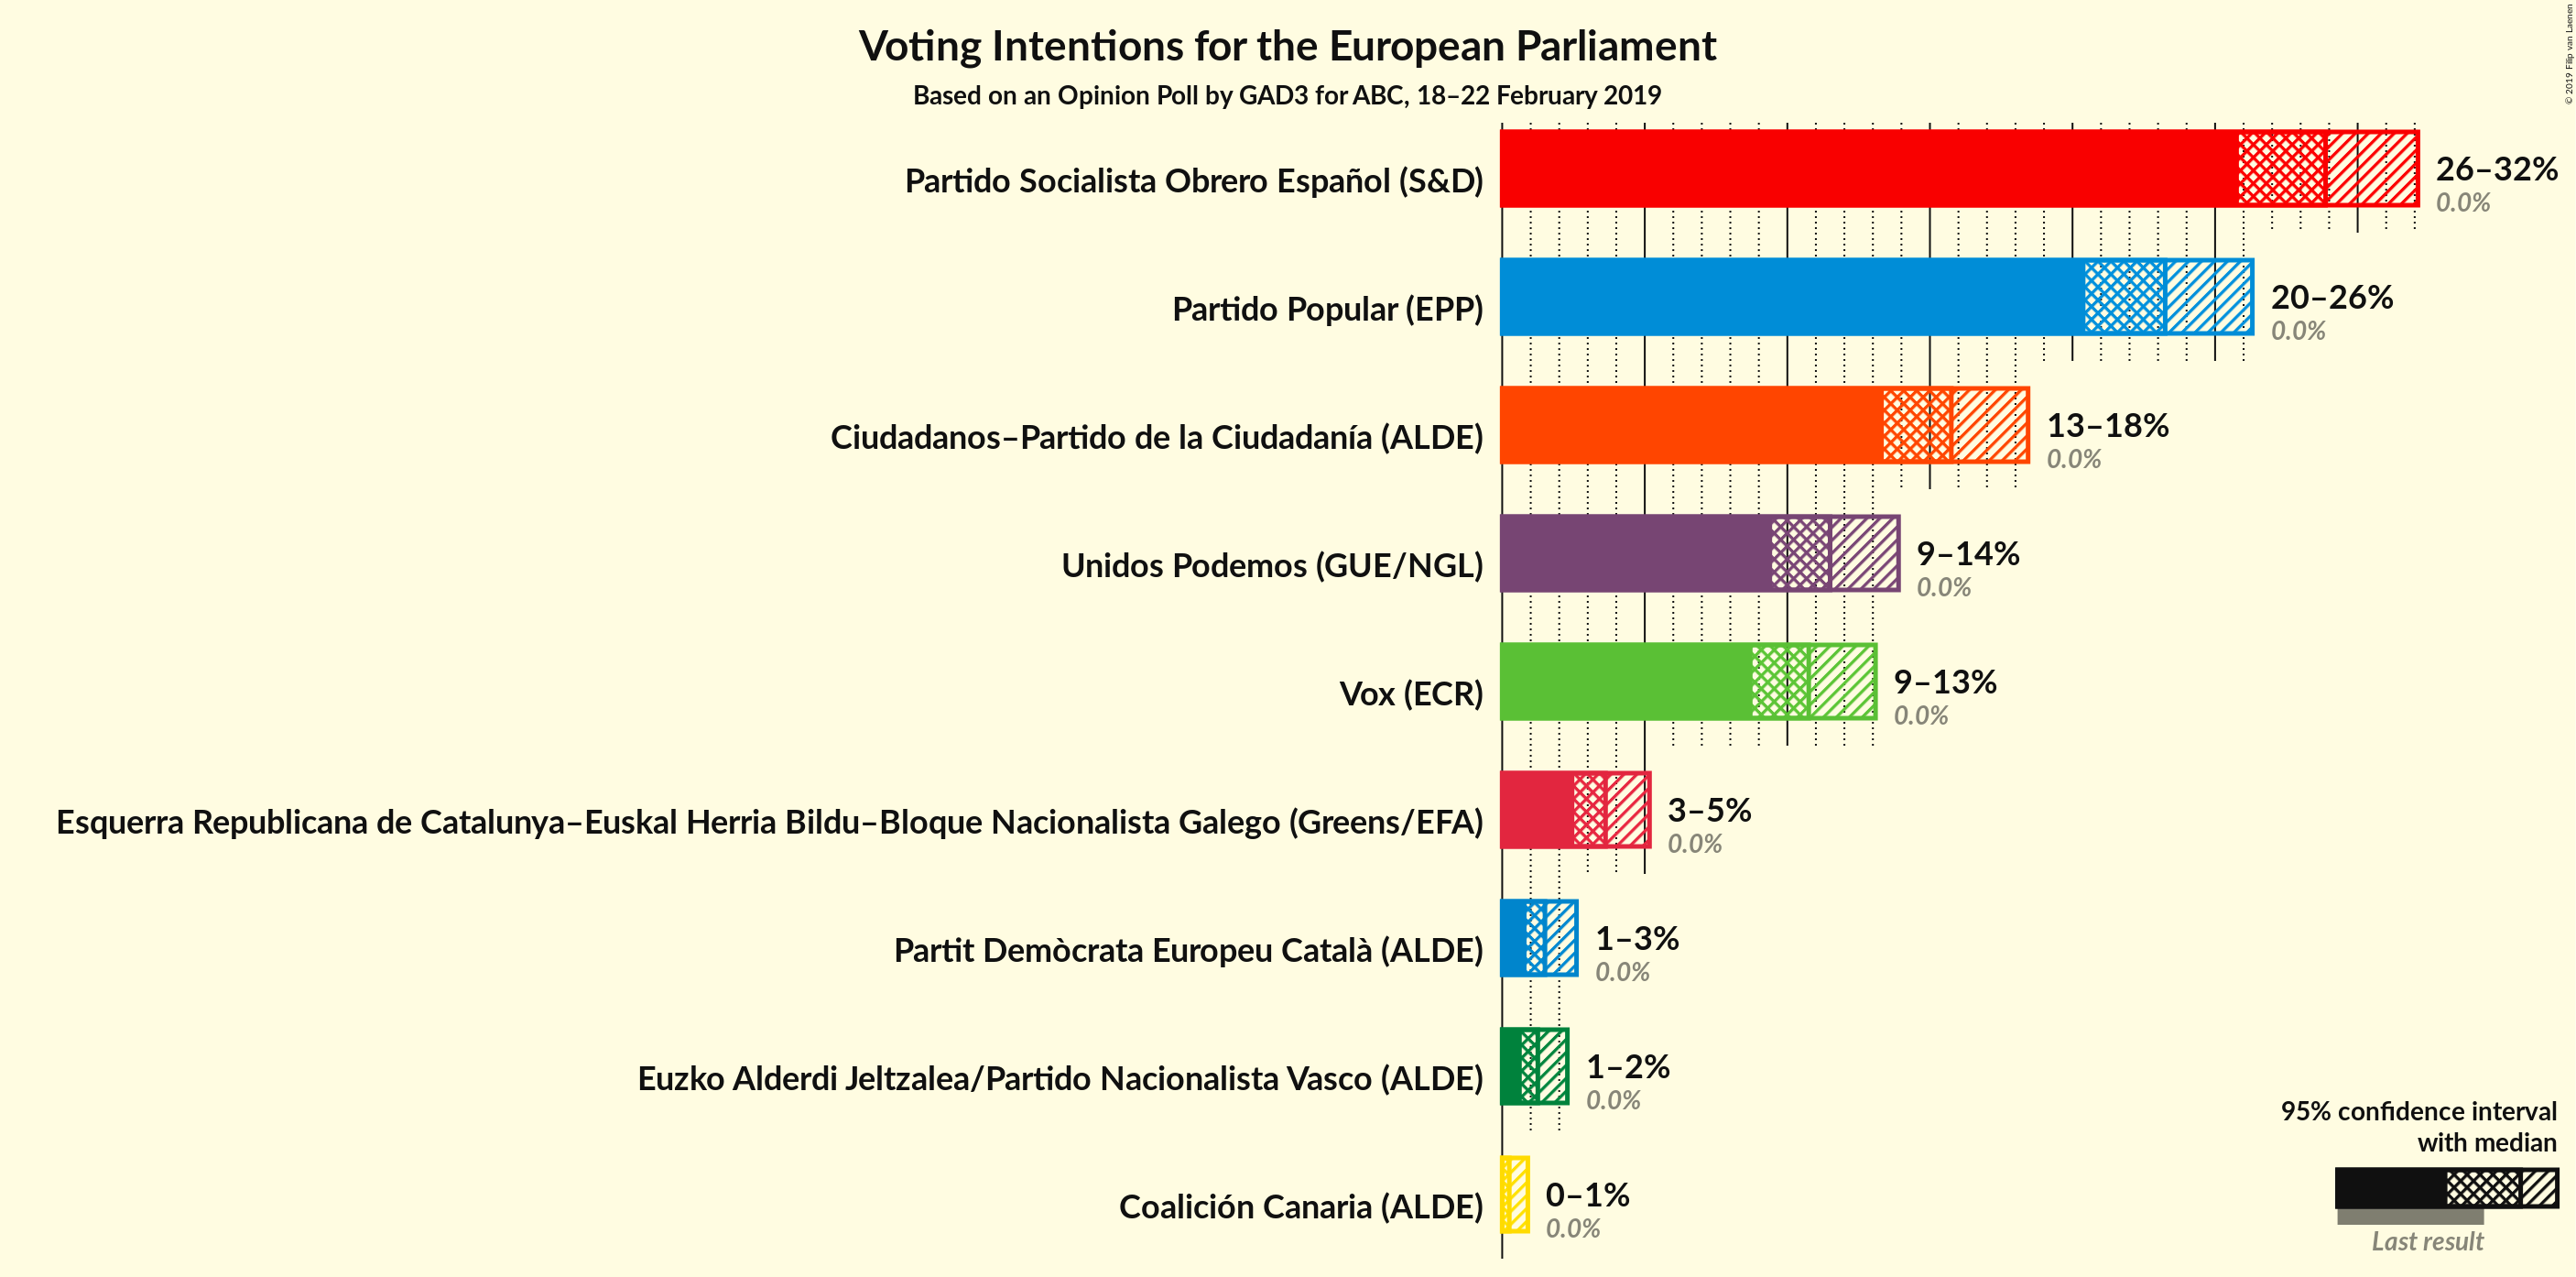 Voting Intentions for the European Parliament
Based on an Opinion Poll by GAD3 for ABC, 18–22 February 2019
© 2019 Filip van Laenen
Partido Socialista Obrero Español (S&D)
26–32%
0.0%
Partido Popular (EPP)
20–26%
0.0%
Ciudadanos–Partido de la Ciudadanía (ALDE)
13–18%
0.0%
Unidos Podemos (GUE/NGL)
9–14%
0.0%
Vox (ECR)
9–13%
0.0%
Esquerra Republicana de Catalunya–Euskal Herria Bildu–Bloque Nacionalista Galego (Greens/EFA)
3–5%
0.0%
Partit Demòcrata Europeu Català (ALDE)
1–3%
0.0%
Euzko Alderdi Jeltzalea/Partido Nacionalista Vasco (ALDE)
1–2%
0.0%
Coalición Canaria (ALDE)
0–1%
0.0%
95% confidence interval
with median
Last result